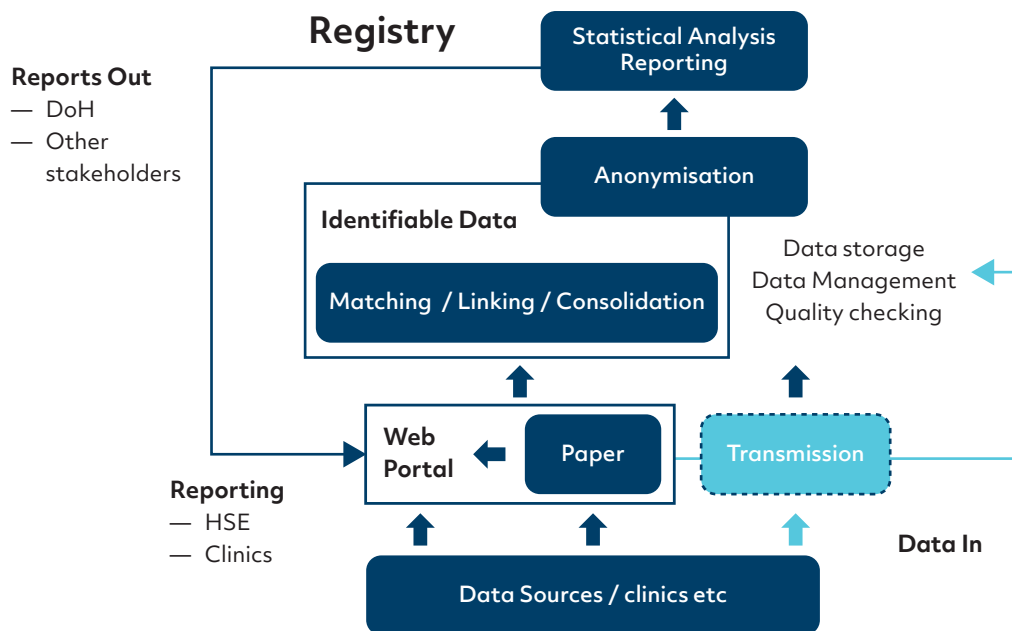 Registry
Statistical Analysis
Reporting
Reports Out
— DoH
— Other
stakeholders
Anonymisation
Identifiable Data
Matching / Linking / Consolidation
Data storage
Data Management
Quality checking
Web
Portal
Paper
Transmission
Reporting
— HSE
— Clinics
Data In
Data Sources / clinics etc